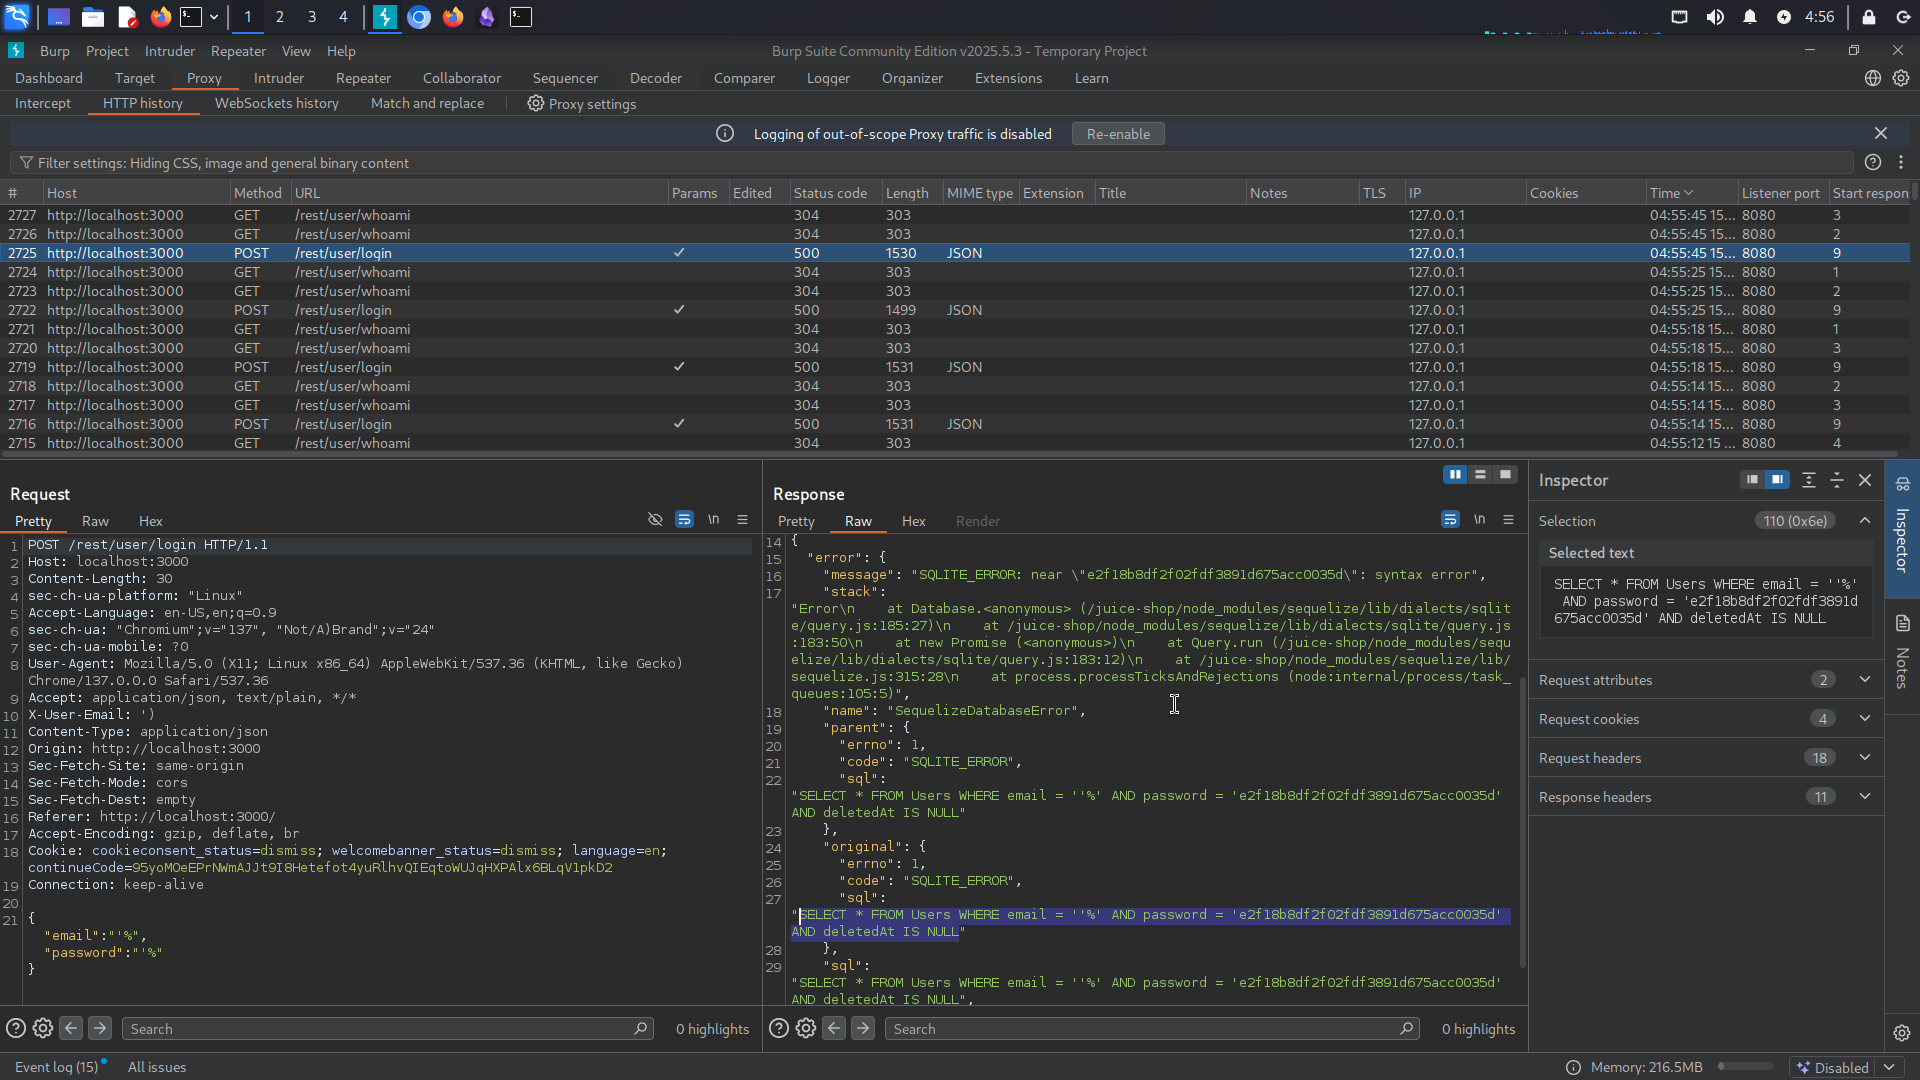 1 2 3 4 4:56
Burp Project Intruder Repeater View Help Burp Suite Community Edition v2025.5.3 - Temporary Project
Dashboard Target Proxy Intruder Repeater Collaborator Sequencer Decoder Comparer Logger Organizer Extensions Learn
Intercept HTTP history WebSockets history Match and replace Proxy settings
Logging of out-of-scope Proxy traffic is disabled Re-enable
Filter settings: Hiding CSS, image and general binary content
# Host Method URL Params Edited Status code Length MIME type Extension Title Notes TLS IP Cookies Time Listener port Start respon
2727 http://localhost:3000 GET /rest/user/whoami 304 303 127.0.0.1 04:55:45 15... 8080 3
2726 http://localhost:3000 GET /rest/user/whoami 304 303 127.0.0.1 04:55:45 15... 8080 2
2725 http://localhost:3000 POST /rest/user/login ✓ 500 1530 JSON 127.0.0.1 04:55:45 15... 8080 9
2724 http://localhost:3000 GET /rest/user/whoami 304 303 127.0.0.1 04:55:25 15... 8080 1
2723 http://localhost:3000 GET /rest/user/whoami 304 303 127.0.0.1 04:55:25 15... 8080 2
2722 http://localhost:3000 POST /rest/user/login ✓ 500 1499 JSON 127.0.0.1 04:55:25 15... 8080 9
2721 http://localhost:3000 GET /rest/user/whoami 304 303 127.0.0.1 04:55:18 15... 8080 1
2720 http://localhost:3000 GET /rest/user/whoami 304 303 127.0.0.1 04:55:18 15... 8080 3
2719 http://localhost:3000 POST /rest/user/login ✓ 500 1531 JSON 127.0.0.1 04:55:18 15... 8080 9
2718 http://localhost:3000 GET /rest/user/whoami 304 303 127.0.0.1 04:55:14 15... 8080 2
2717 http://localhost:3000 GET /rest/user/whoami 304 303 127.0.0.1 04:55:14 15... 8080 3
2716 http://localhost:3000 POST /rest/user/login ✓ 500 1531 JSON 127.0.0.1 04:55:14 15... 8080 9
2715 http://localhost:3000 GET /rest/user/whoami 304 303 127.0.0.1 04:55:12 15 ... 8080 4
Request
Pretty Raw Hex \n
1 POST /rest/user/login HTTP/1.1
2 Host: localhost:3000
3 Content-Length: 30
4 sec-ch-ua-platform: "Linux"
5 Accept-Language: en-US,en;q=0.9
6 sec-ch-ua: "Chromium";v="137", "Not/A)Brand";v="24"
7 sec-ch-ua-mobile: ?0
8 User-Agent: Mozilla/5.0 (X11; Linux x86_64) AppleWebKit/537.36 (KHTML, like Gecko)
Chrome/137.0.0.0 Safari/537.36
9 Accept: application/json, text/plain, */*
10 X-User-Email: ')
11 Content-Type: application/json
12 Origin: http://localhost:3000
13 Sec-Fetch-Site: same-origin
14 Sec-Fetch-Mode: cors
15 Sec-Fetch-Dest: empty
16 Referer: http://localhost:3000/
17 Accept-Encoding: gzip, deflate, br
18 Cookie: cookieconsent_status=dismiss; welcomebanner_status=dismiss; language=en;
continueCode=95yoMOeEPrNWmAJJt9I8Hetefot4yuRlhvQIEqtoWUJqHXPAlx6BLqV1pkD2
19 Connection: keep-alive
20
21 {
"email":"'%",
"password":"'%"
}
Search 0 highlights
Response
Pretty Raw Hex Render \n
14 {
15 "error": {
16 "message": "SQLITE_ERROR: near \"e2f18b8df2f02fdf3891d675acc0035d\": syntax error",
17 "stack":
"Error\n    at Database.<anonymous> (/juice-shop/node_modules/sequelize/lib/dialects/sqlit
e/query.js:185:27)\n    at /juice-shop/node_modules/sequelize/lib/dialects/sqlite/query.js
:183:50\n    at new Promise (<anonymous>)\n    at Query.run (/juice-shop/node_modules/sequ
elize/lib/dialects/sqlite/query.js:183:12)\n    at /juice-shop/node_modules/sequelize/lib/
sequelize.js:315:28\n    at process.processTicksAndRejections (node:internal/process/task_
queues:105:5)",
18 "name": "SequelizeDatabaseError",
19 "parent": {
20 "errno": 1,
21 "code": "SQLITE_ERROR",
22 "sql":
"SELECT * FROM Users WHERE email = ''%' AND password = 'e2f18b8df2f02fdf3891d675acc0035d'
AND deletedAt IS NULL"
23 },
24 "original": {
25 "errno": 1,
26 "code": "SQLITE_ERROR",
27 "sql":
"SELECT * FROM Users WHERE email = ''%' AND password = 'e2f18b8df2f02fdf3891d675acc0035d'
AND deletedAt IS NULL"
28 },
29 "sql":
"SELECT * FROM Users WHERE email = ''%' AND password = 'e2f18b8df2f02fdf3891d675acc0035d'
AND deletedAt IS NULL",
Search 0 highlights
Inspector
Selection 110 (0x6e)
Selected text
SELECT * FROM Users WHERE email = ''%'
AND password = 'e2f18b8df2f02fdf3891d
675acc0035d' AND deletedAt IS NULL
Request attributes 2
Request cookies 4
Request headers 18
Response headers 11
Inspector
Notes
Event log (15) All issues Memory: 216.5MB Disabled